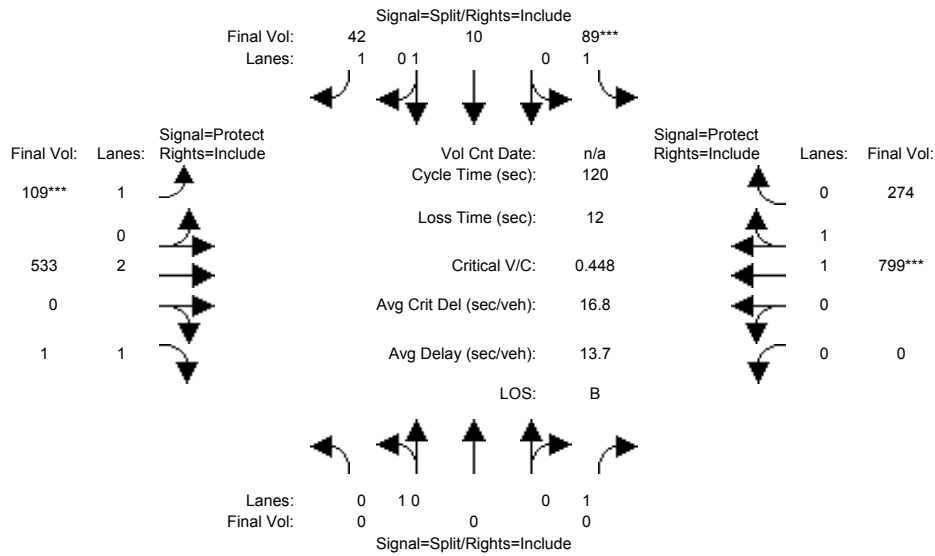 Signal=Split/Rights=Include
Final Vol: 42 10 89***
Lanes: 1 0 1 0 1
Signal=Protect Signal=Protect
Final Vol: Lanes: Rights=Include Vol Cnt Date: n/a Rights=Include Lanes: Final Vol:
Cycle Time (sec): 120
109*** 1 0 274
Loss Time (sec): 12
0 1
533 2 Critical V/C: 0.448 1 799***
0 Avg Crit Del (sec/veh): 16.8 0
1 1 Avg Delay (sec/veh): 13.7 0 0
LOS: B
Lanes: 0 1 0 0 1
Final Vol: 0 0 0
Signal=Split/Rights=Include